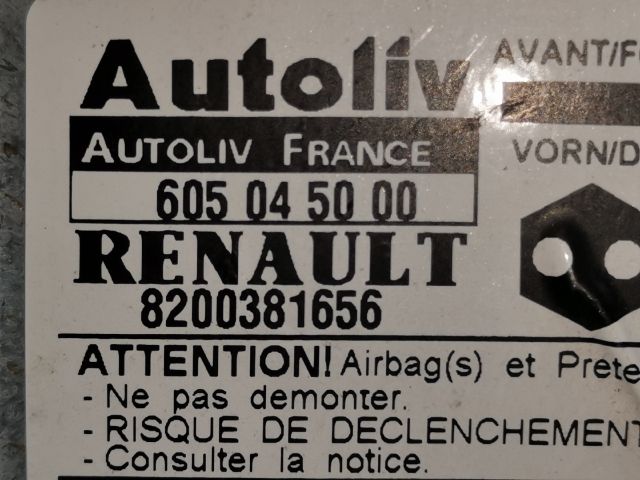 Autoliv
AVANT/F
AUTOLIV FRANCE
VORN/D
605 04 50 00
RENAULT
8200381656
ATTENTION! Airbag(s) et Prete
- Ne pas demonter.
- RISQUE DE DECLENCHEMENT
- Consulter la notice.